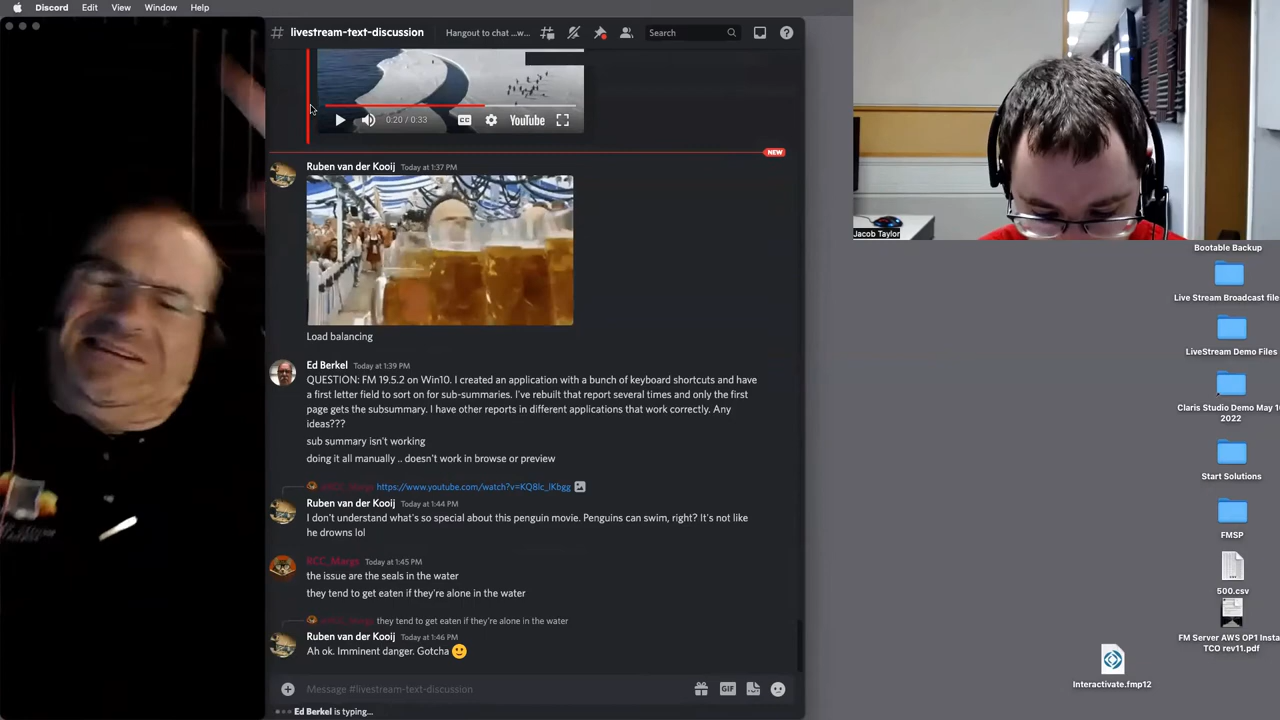 Discord Edit View Window Help
# livestream-text-discussion Hangout to chat ...w... Search
0:20 / 0:33 CC YouTube
NEW
Ruben van der Kooij Today at 1:37 PM
Load balancing
Ed Berkel Today at 1:39 PM
QUESTION: FM 19.5.2 on Win10. I created an application with a bunch of keyboard shortcuts and have
a first letter field to sort on for sub-summaries. I've rebuilt that report several times and only the first
page gets the subsummary. I have other reports in different applications that work correctly. Any
ideas???
sub summary isn't working
doing it all manually .. doesn't work in browse or preview
https://www.youtube.com/watch?v=KQ8lc_lKbgg
Ruben van der Kooij Today at 1:44 PM
I don't understand what's so special about this penguin movie. Penguins can swim, right? It's not like
he drowns lol
#CC_Margs Today at 1:45 PM
the issue are the seals in the water
they tend to get eaten if they're alone in the water
they tend to get eaten if they're alone in the water
Ruben van der Kooij Today at 1:46 PM
Ah ok. Imminent danger. Gotcha
Message #livestream-text-discussion
GIF
Ed Berkel is typing...
Jacob Taylor
Bootable Backup
Live Stream Broadcast file
LiveStream Demo Files
Claris Studio Demo May 1
2022
Start Solutions
FMSP
500.csv
FM Server AWS OP1 Insta
TCO rev11.pdf
Interactivate.fmp12